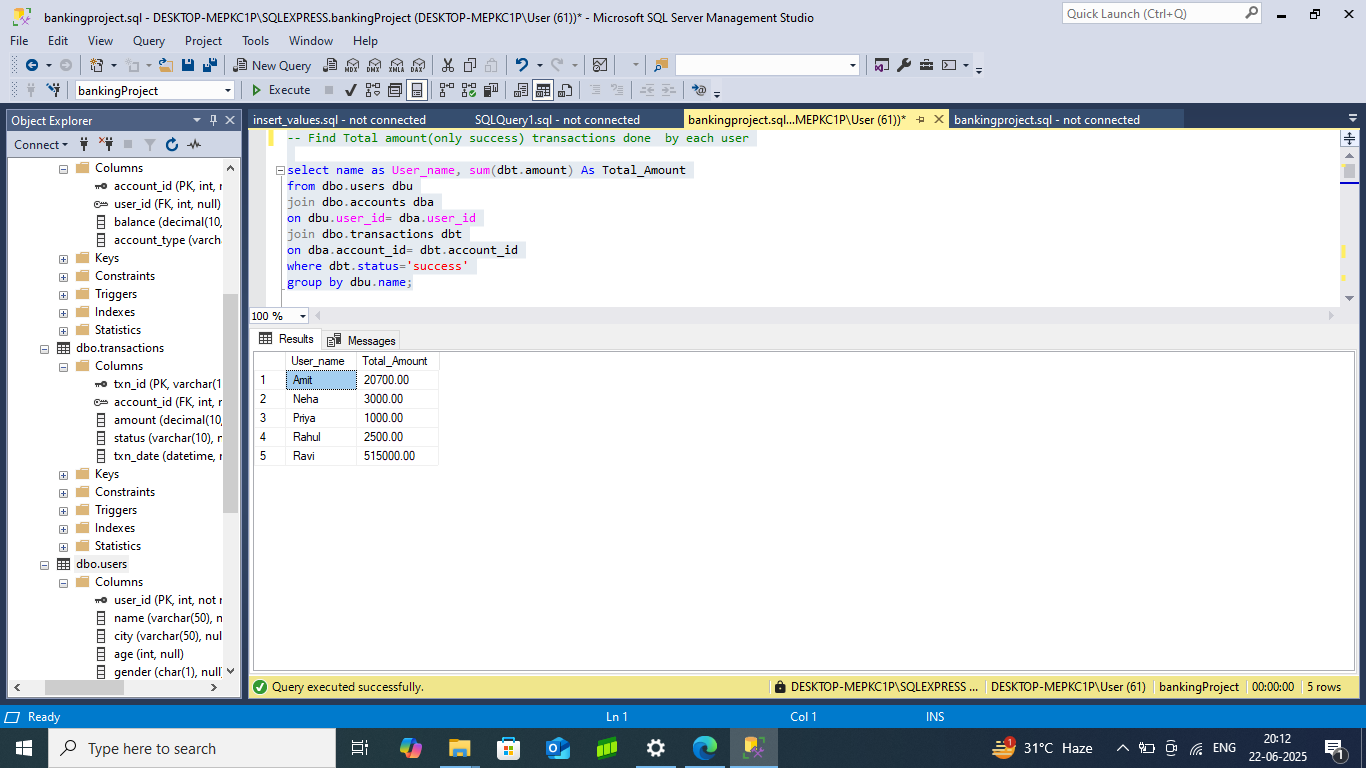 bankingproject.sql - DESKTOP-MEPKC1P\SQLEXPRESS.bankingProject (DESKTOP-MEPKC1P\User (61))* - Microsoft SQL Server Management Studio
Quick Launch (Ctrl+Q)
File Edit View Query Project Tools Window Help
New Query MDX DMX XMLA DAX
bankingProject Execute
Object Explorer
insert_values.sql - not connected SQLQuery1.sql - not connected bankingproject.sql...MEPKC1P\User (61))* bankingproject.sql - not connected
Connect
Columns
account_id (PK, int, r
user_id (FK, int, null)
balance (decimal(10,
account_type (varcha
Keys
Constraints
Triggers
Indexes
Statistics
dbo.transactions
Columns
txn_id (PK, varchar(1
account_id (FK, int, r
amount (decimal(10,
status (varchar(10), n
txn_date (datetime, r
Keys
Constraints
Triggers
Indexes
Statistics
dbo.users
Columns
user_id (PK, int, not r
name (varchar(50), n
city (varchar(50), nul
age (int, null)
gender (char(1), null)
-- Find Total amount(only success) transactions done  by each user
select name as User_name, sum(dbt.amount) As Total_Amount
from dbo.users dbu
join dbo.accounts dba
on dbu.user_id= dba.user_id
join dbo.transactions dbt
on dba.account_id= dbt.account_id
where dbt.status='success'
group by dbu.name;
100 %
Results Messages
User_name Total_Amount
1 Amit 20700.00
2 Neha 3000.00
3 Priya 1000.00
4 Rahul 2500.00
5 Ravi 515000.00
Query executed successfully. DESKTOP-MEPKC1P\SQLEXPRESS ... DESKTOP-MEPKC1P\User (61) bankingProject 00:00:00 5 rows
Ready Ln 1 Col 1 INS
Type here to search
1 31°C Haze ENG 20:12
22-06-2025
1